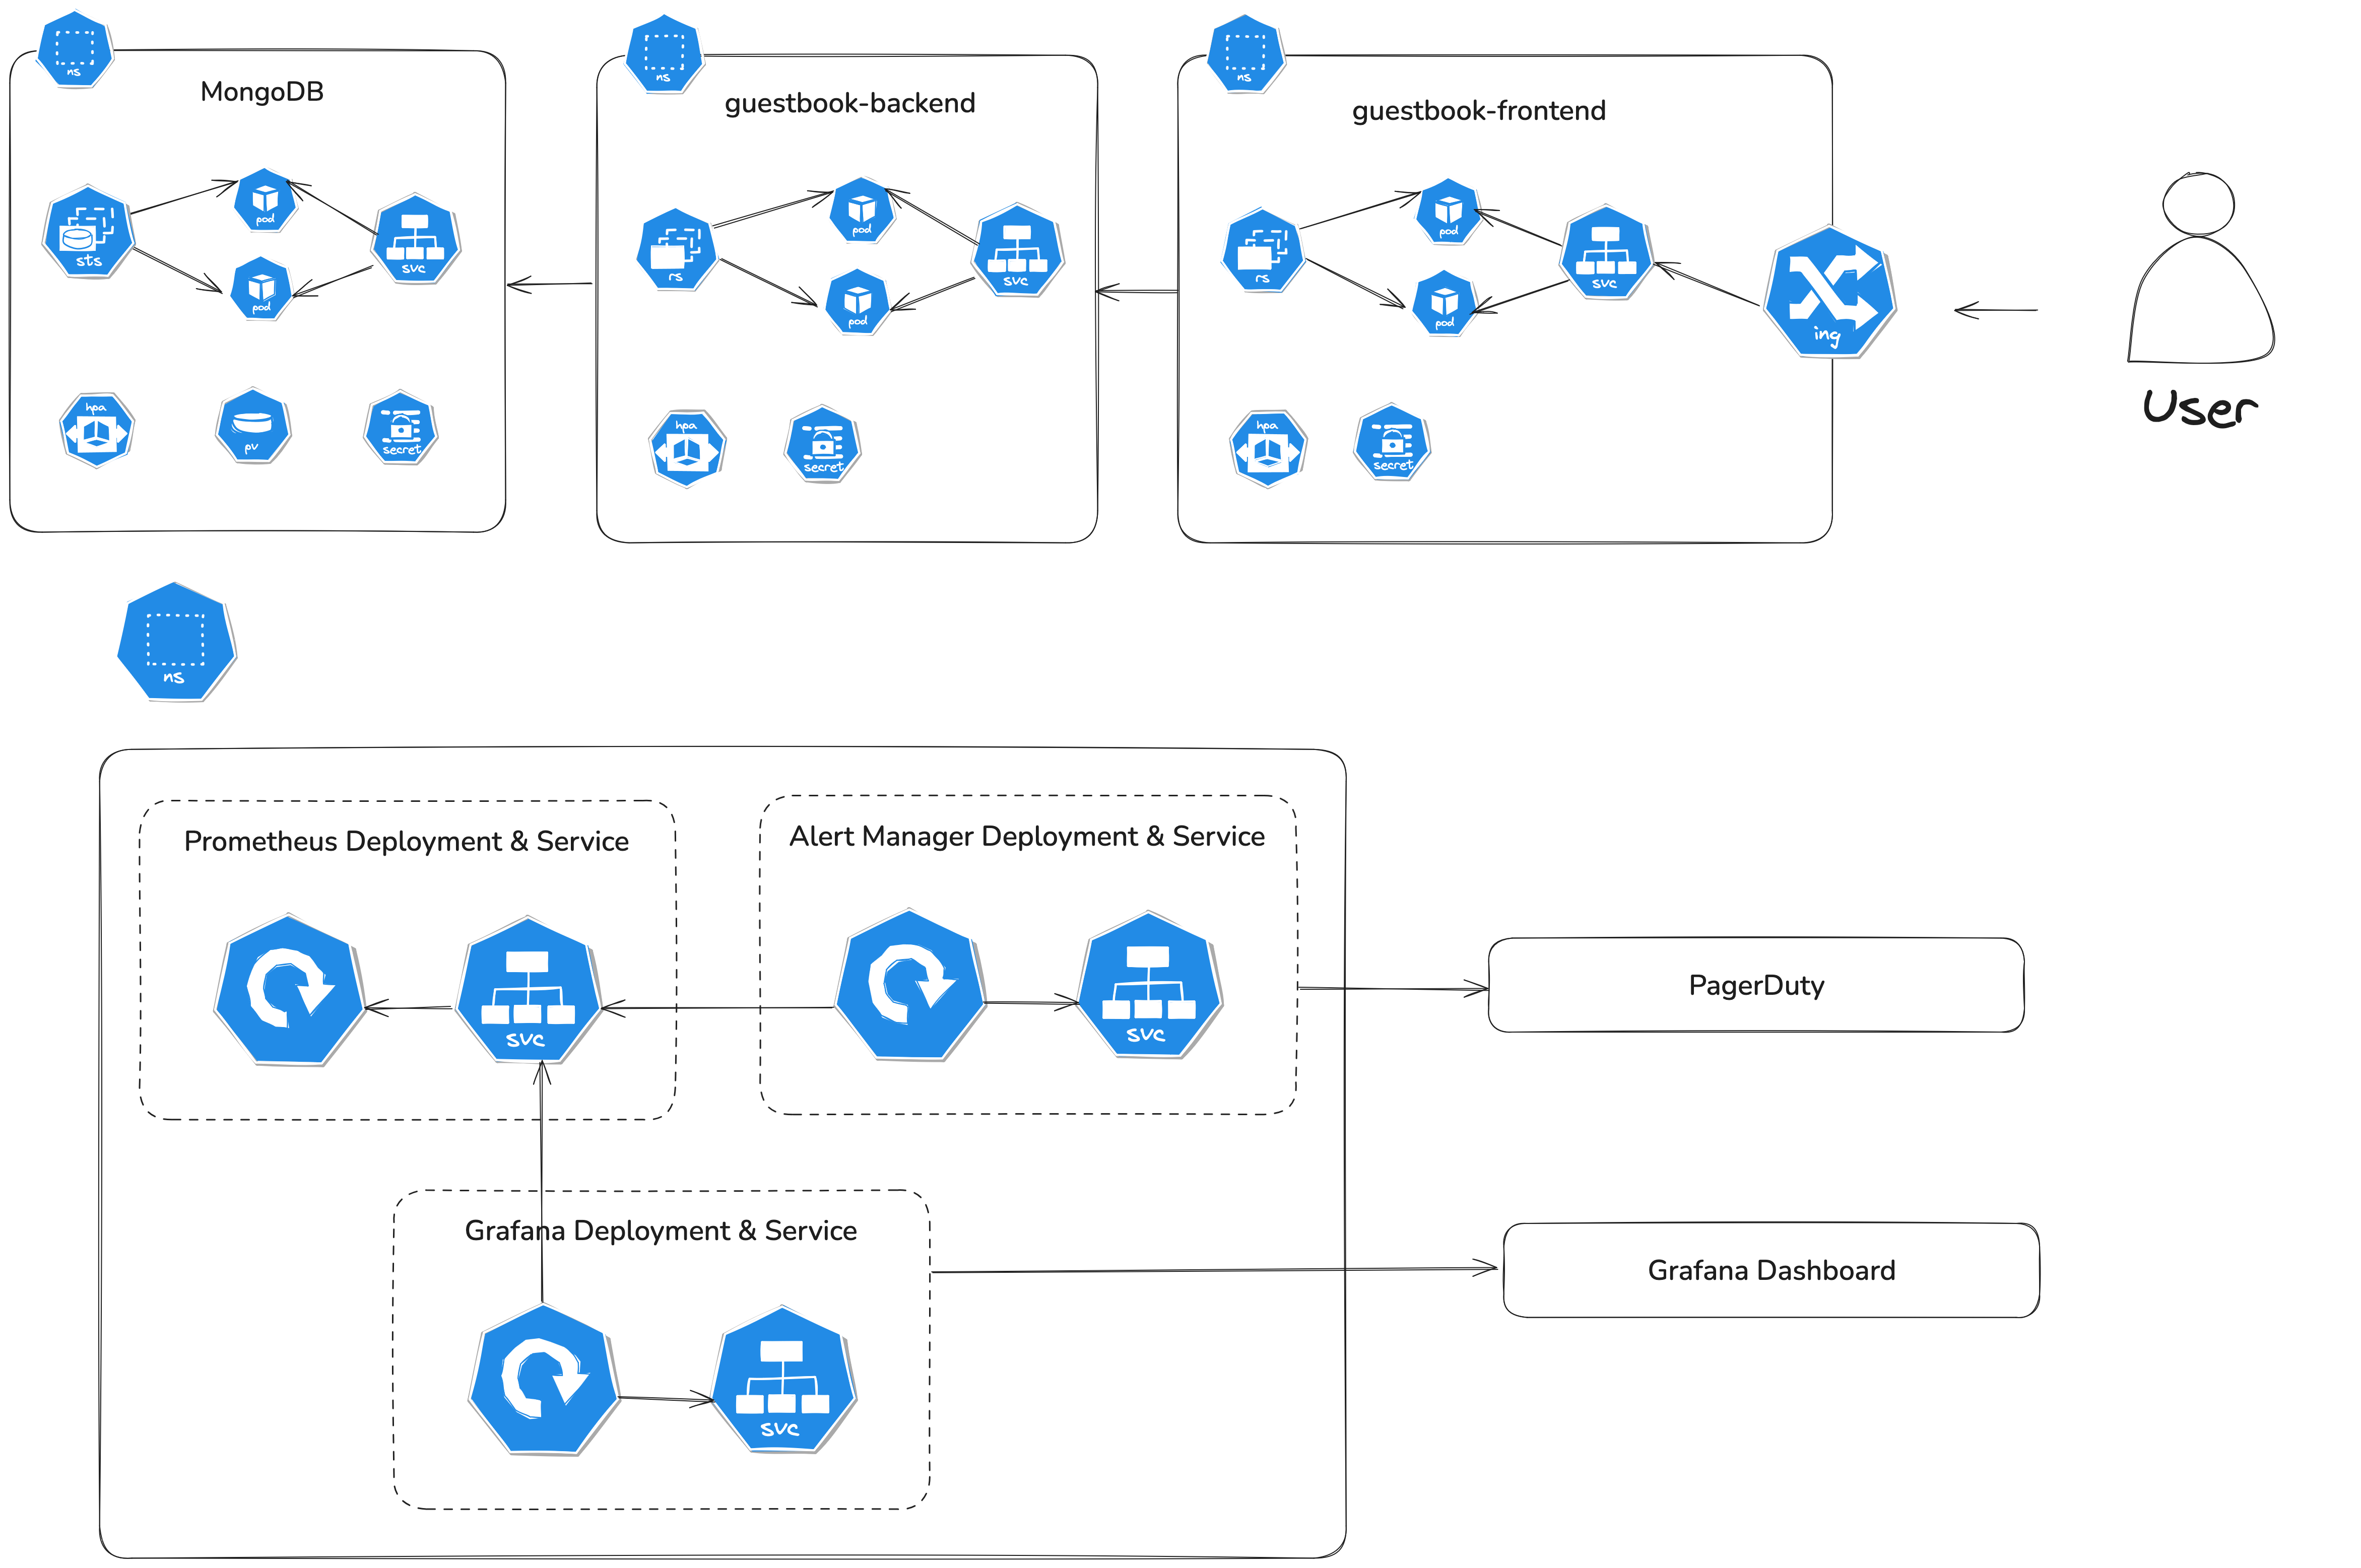 ns
MongoDB
sts
pod
pod
svc
hpa
pv
secret
ns
guestbook-backend
rs
pod
pod
svc
hpa
secret
ns
guestbook-frontend
rs
pod
pod
svc
ing
hpa
secret
User
ns
Prometheus Deployment & Service
svc
Alert Manager Deployment & Service
svc
PagerDuty
Grafana Deployment & Service
svc
Grafana Dashboard